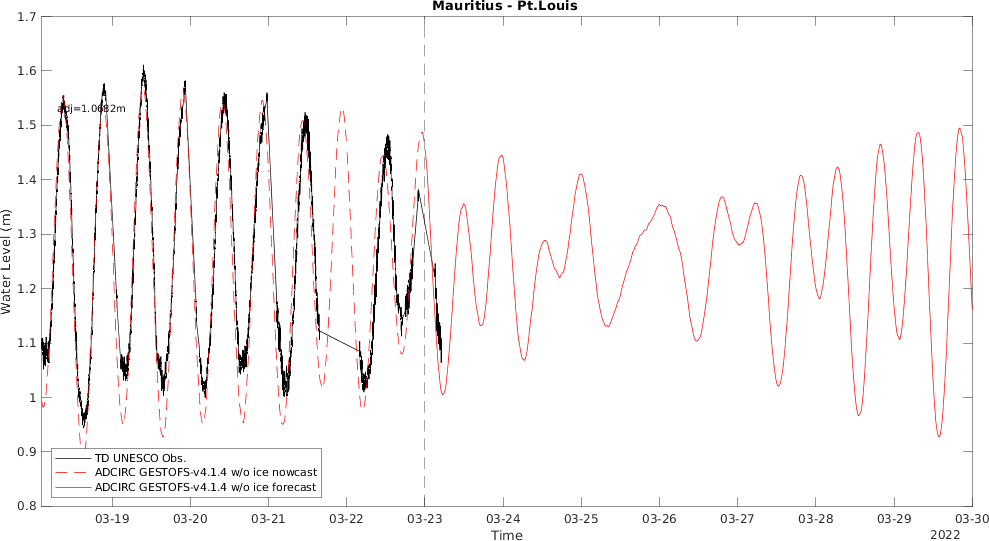 Mauritius - Pt.Louis
1.7
1.6
1.5
1.4
1.3
1.2
1.1
1
0.9
0.8
Water Level (m)
adj=1.0682m
TD UNESCO Obs.
ADCIRC GESTOFS-v4.1.4 w/o ice nowcast
ADCIRC GESTOFS-v4.1.4 w/o ice forecast
03-19 03-20 03-21 03-22 03-23 03-24 03-25 03-26 03-27 03-28 03-29 03-30
Time
2022